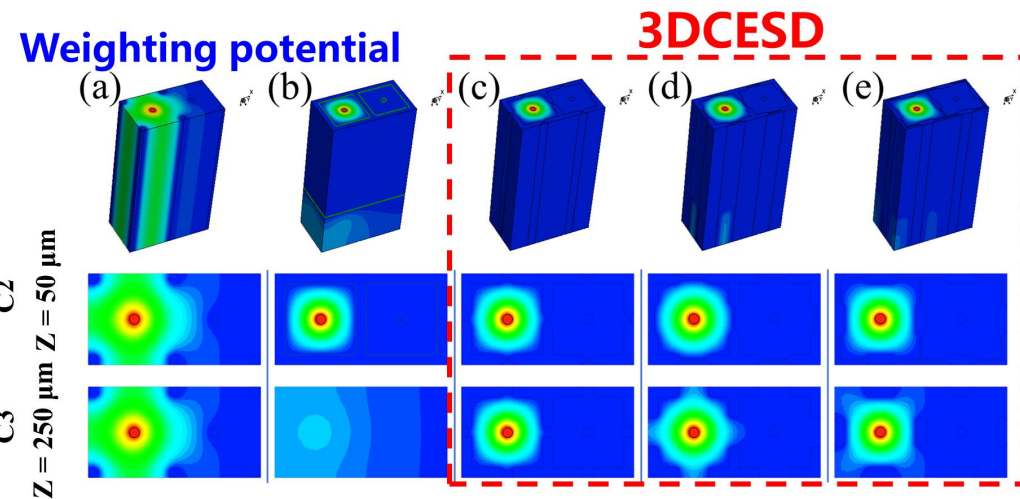 Weighting potential
3DCESD
(a)
(b)
(c)
(d)
(e)
C2
Z = 50 μm
C3
Z = 250 μm